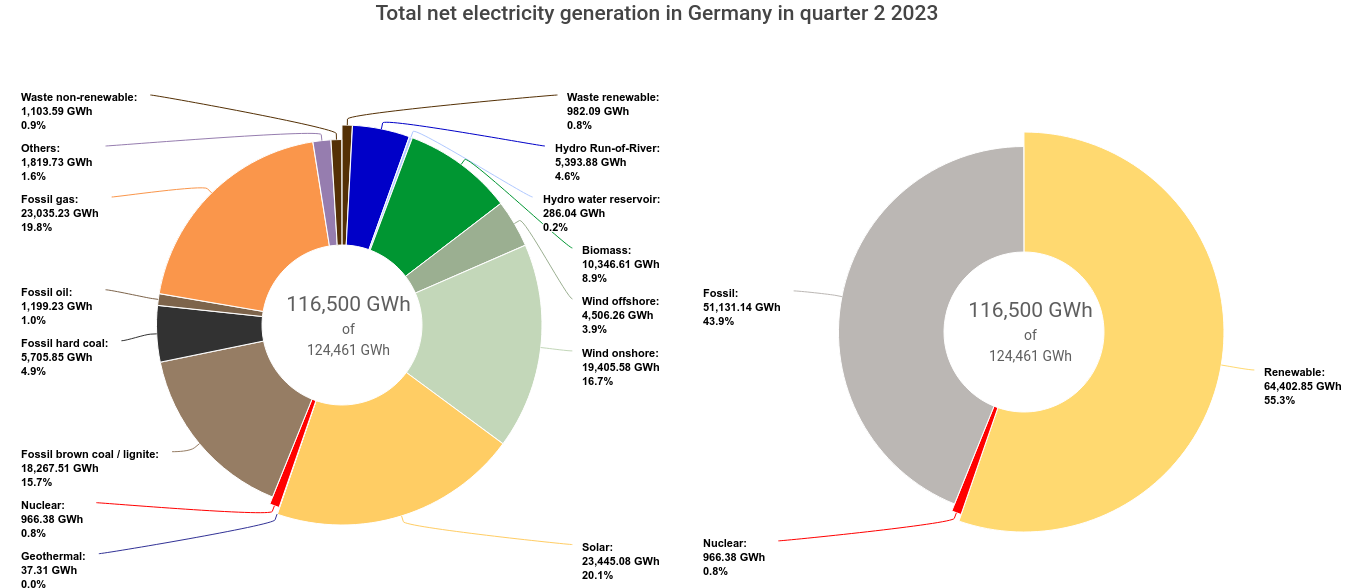 Total net electricity generation in Germany in quarter 2 2023
Waste non-renewable:
1,103.59 GWh
0.9%
Others:
1,819.73 GWh
1.6%
Fossil gas:
23,035.23 GWh
19.8%
Fossil oil:
1,199.23 GWh
1.0%
Fossil hard coal:
5,705.85 GWh
4.9%
Fossil brown coal / lignite:
18,267.51 GWh
15.7%
Nuclear:
966.38 GWh
0.8%
Geothermal:
37.31 GWh
0.0%
116,500 GWh
of
124,461 GWh
Waste renewable:
982.09 GWh
0.8%
Hydro Run-of-River:
5,393.88 GWh
4.6%
Hydro water reservoir:
286.04 GWh
0.2%
Biomass:
10,346.61 GWh
8.9%
Wind offshore:
4,506.26 GWh
3.9%
Wind onshore:
19,405.58 GWh
16.7%
Solar:
23,445.08 GWh
20.1%
Fossil:
51,131.14 GWh
43.9%
Nuclear:
966.38 GWh
0.8%
116,500 GWh
of
124,461 GWh
Renewable:
64,402.85 GWh
55.3%